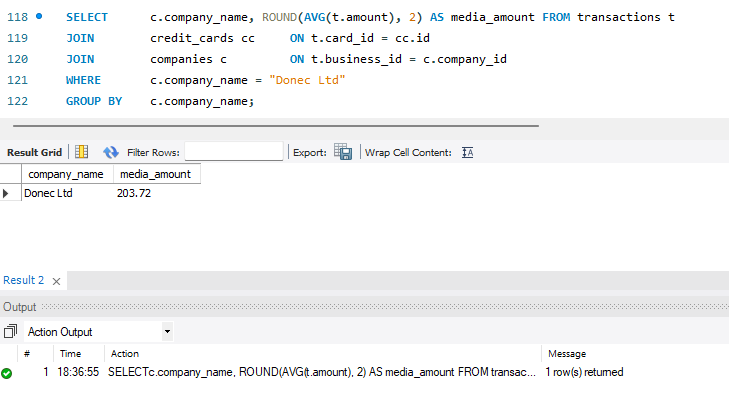 118 SELECT c.company_name, ROUND(AVG(t.amount), 2) AS media_amount FROM transactions t
119 JOIN credit_cards cc ON t.card_id = cc.id
120 JOIN companies c ON t.business_id = c.company_id
121 WHERE c.company_name = "Donec Ltd"
122 GROUP BY c.company_name;
Result Grid Filter Rows: Export: Wrap Cell Content:
company_name media_amount
Donec Ltd 203.72
Result 2
Output
Action Output
# Time Action Message
1 18:36:55 SELECTc.company_name, ROUND(AVG(t.amount), 2) AS media_amount FROM transac... 1 row(s) returned